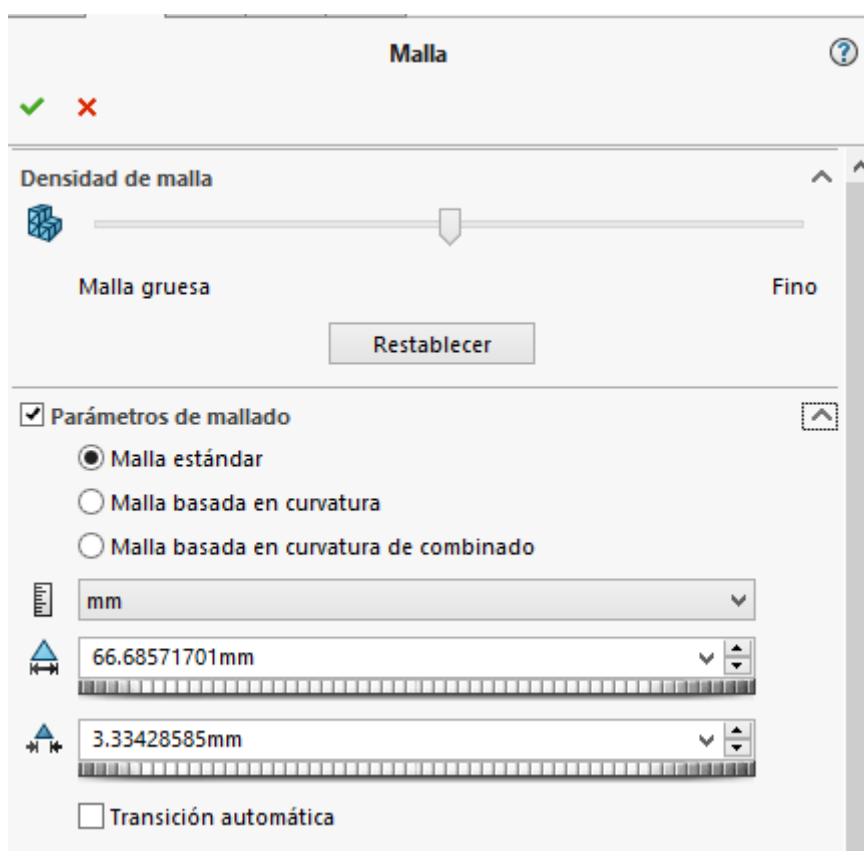 Malla
?
Densidad de malla
Malla gruesa Fino
Restablecer
Parámetros de mallado
Malla estándar
Malla basada en curvatura
Malla basada en curvatura de combinado
mm
66.68571701mm
3.33428585mm
Transición automática